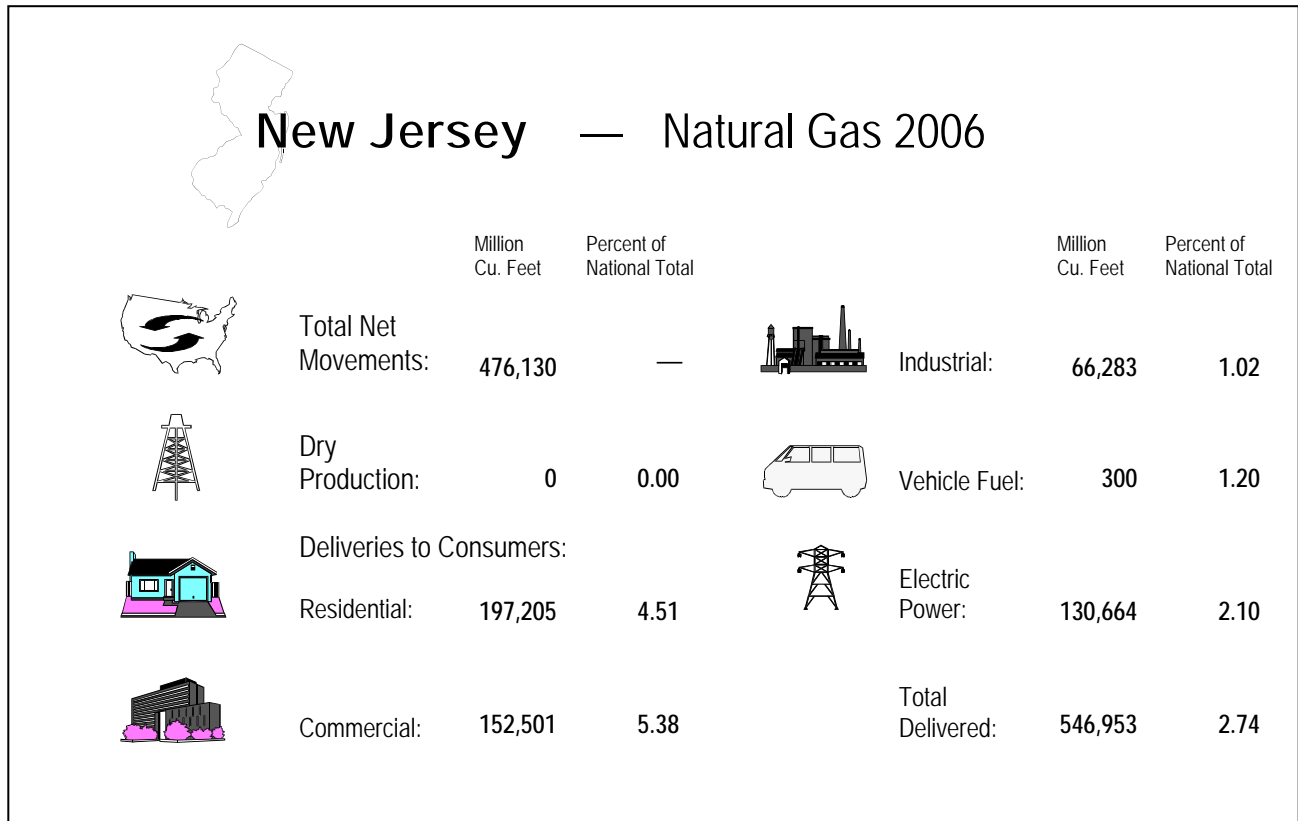 New Jersey — Natural Gas 2006
Million
Cu. Feet
Percent of
National Total
Total Net
Movements: 476,130 —
Dry
Production: 0 0.00
Deliveries to Consumers:
Residential: 197,205 4.51
Commercial: 152,501 5.38
Million
Cu. Feet
Percent of
National Total
Industrial: 66,283 1.02
Vehicle Fuel: 300 1.20
Electric
Power: 130,664 2.10
Total
Delivered: 546,953 2.74